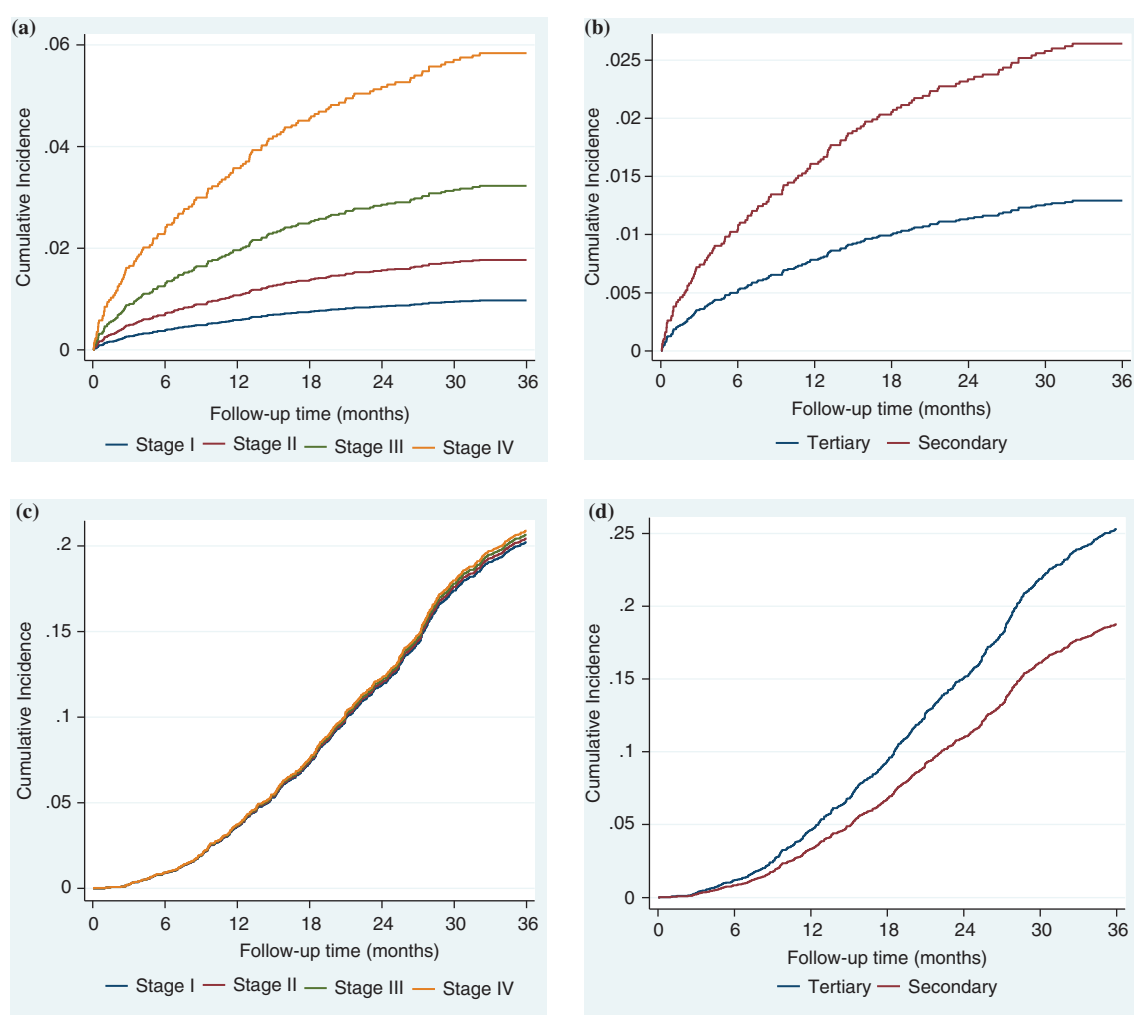 (a)
.06
.04
.02
0
Cumulative Incidence
0 6 12 18 24 30 36
Follow-up time (months)
Stage I Stage II Stage III Stage IV
(b)
.025
.02
.015
.01
.005
0
Cumulative Incidence
0 6 12 18 24 30 36
Follow-up time (months)
Tertiary Secondary
(c)
.2
.15
.1
.05
0
Cumulative Incidence
0 6 12 18 24 30 36
Follow-up time (months)
Stage I Stage II Stage III Stage IV
(d)
.25
.2
.15
.1
.05
0
Cumulative Incidence
0 6 12 18 24 30 36
Follow-up time (months)
Tertiary Secondary